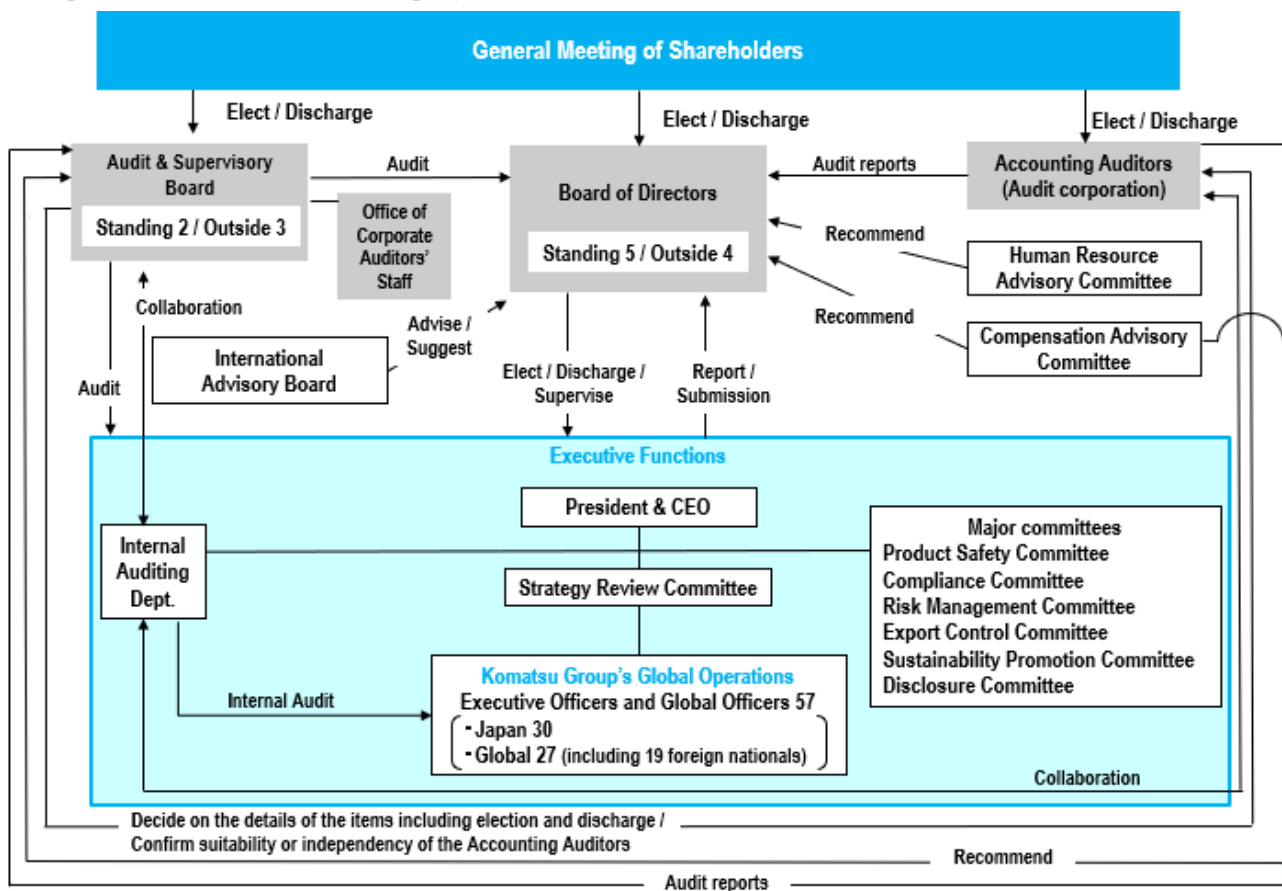 General Meeting of Shareholders
Elect / Discharge
Elect / Discharge
Elect / Discharge
Audit & Supervisory
Board
Standing 2 / Outside 3
Audit
Office of
Corporate
Auditors'
Staff
Board of Directors
Standing 5 / Outside 4
Audit reports
Accounting Auditors
(Audit corporation)
Recommend
Human Resource
Advisory Committee
Recommend
Compensation Advisory
Committee
Collaboration
International
Advisory Board
Advise /
Suggest
Audit
Elect / Discharge /
Supervise
Report /
Submission
Executive Functions
President & CEO
Internal
Auditing
Dept.
Strategy Review Committee
Major committees
Product Safety Committee
Compliance Committee
Risk Management Committee
Export Control Committee
Sustainability Promotion Committee
Disclosure Committee
Internal Audit
Komatsu Group's Global Operations
Executive Officers and Global Officers 57
- Japan 30
- Global 27 (including 19 foreign nationals)
Collaboration
Decide on the details of the items including election and discharge /
Confirm suitability or independency of the Accounting Auditors
Recommend
Audit reports